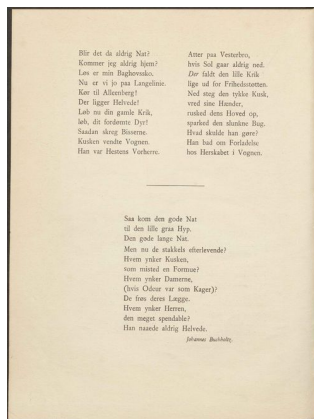 Blir det da aldrig Nat?
Kommer jeg aldrig hjem?
Løs er min Baghovssko.
Nu er vi jo paa Langelinie.
Kør til Alleenberg!
Der ligger Helvede!
Løb nu din gamle Krik,
løb, dit fordømte Dyr!
Saadan skreg Bisserne.
Kusken vendte Vognen.
Han var Hestens Vorherre.
Atter paa Vesterbro,
hvis Sol gaar aldrig ned.
Der faldt den lille Krik
lige ud for Frihedsstøtten.
Ned steg den tykke Kusk,
vred sine Hænder,
rusked dens Hoved op,
sparked den slunkne Bug.
Hvad skulde han gøre?
Han bad om Forladelse
hos Herskabet i Vognen.
Saa kom den gode Nat
til den lille graa Hyp.
Den gode lange Nat.
Men nu de stakkels efterlevende?
Hvem ynker Kusken,
som misted en Formue?
Hvem ynker Damerne,
(hvis Odeur var som Kager)?
De frøs deres Lægge.
Hvem ynker Herren,
den meget spendable?
Han naaede aldrig Helvede.
Johannes Buchholtz.